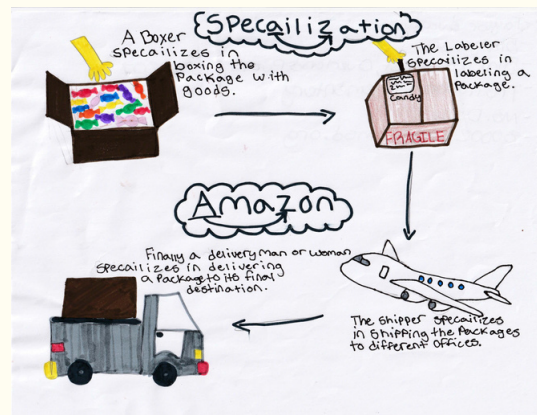 Specailization
A Boxer
specailizes in
boxing the
Package with
goods.
The Labeler
specailizes in
labeling a
Package.
Candy
FRAGILE
Amazon
Finally a delivery man or woman
specailizes in delivering
a Package to its final
destination.
The shipper specailizes
in shipping the Packages
to different offices.